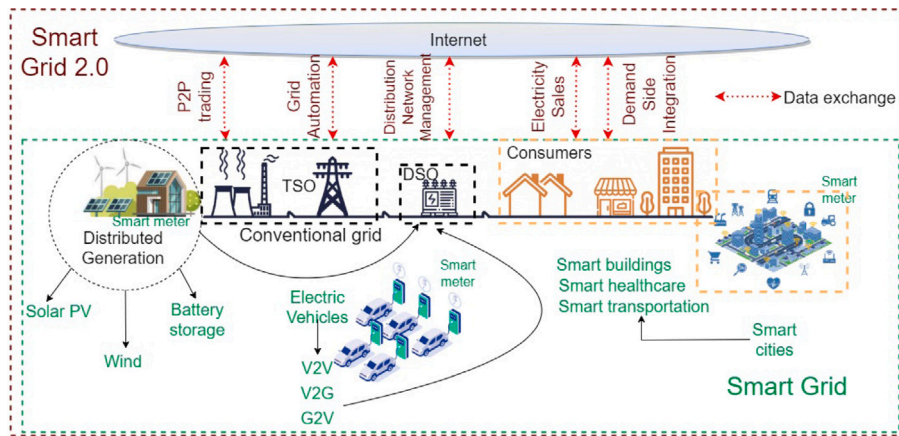 Smart
Grid 2.0
Internet
P2P
trading
Grid
Automation
Distribution
Network
Management
Electricity
Sales
Demand
Side
Integration
Data exchange
Consumers
TSO
DSO
Smart
meter
Smart meter
Distributed
Generation
Conventional grid
Solar PV
Battery
storage
Wind
Electric
Vehicles
Smart
meter
V2V
V2G
G2V
Smart buildings
Smart healthcare
Smart transportation
Smart
cities
Smart Grid